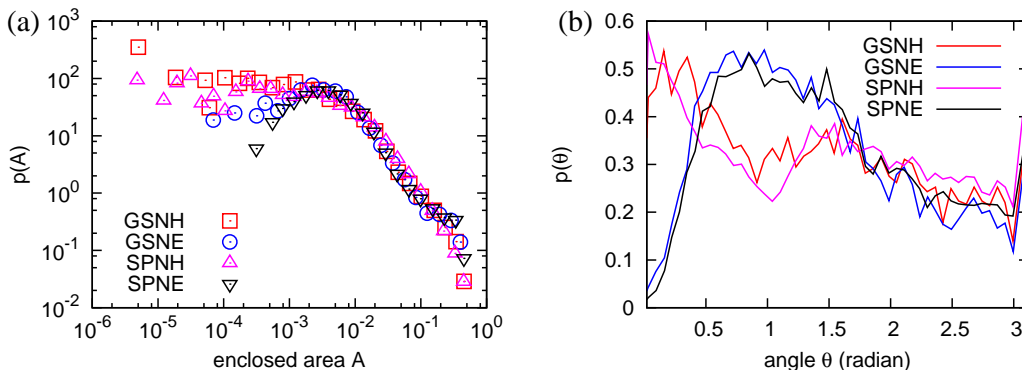 (a)
p(A)
10^3
10^2
10^1
10^0
10^-1
10^-2
GSNH
GSNE
SPNH
SPNE
10^-6 10^-5 10^-4 10^-3 10^-2 10^-1 10^0
enclosed area A
(b)
p(θ)
0.6
0.5
0.4
0.3
0.2
0.1
0
GSNH
GSNE
SPNH
SPNE
0.5 1 1.5 2 2.5 3
angle θ (radian)